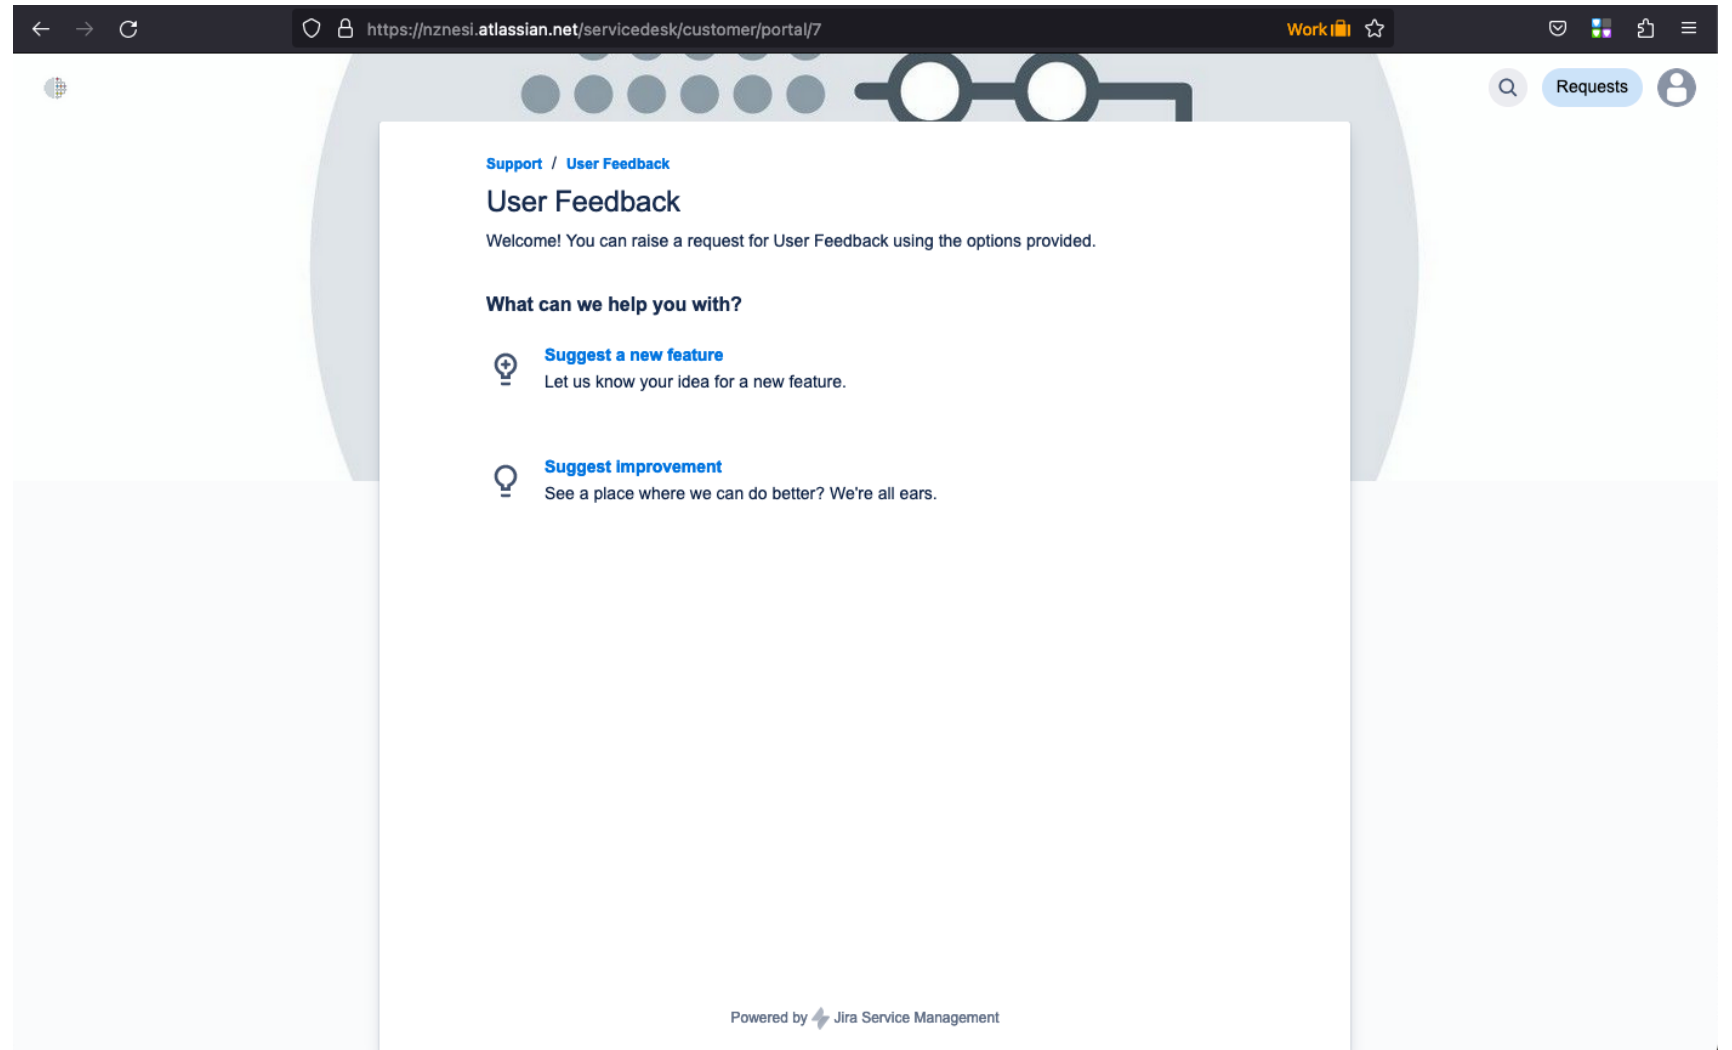 https://nznesi.atlassian.net/servicedesk/customer/portal/7
Work
Requests
Support / User Feedback
User Feedback
Welcome! You can raise a request for User Feedback using the options provided.
What can we help you with?
Suggest a new feature
Let us know your idea for a new feature.
Suggest improvement
See a place where we can do better? We're all ears.
Powered by Jira Service Management